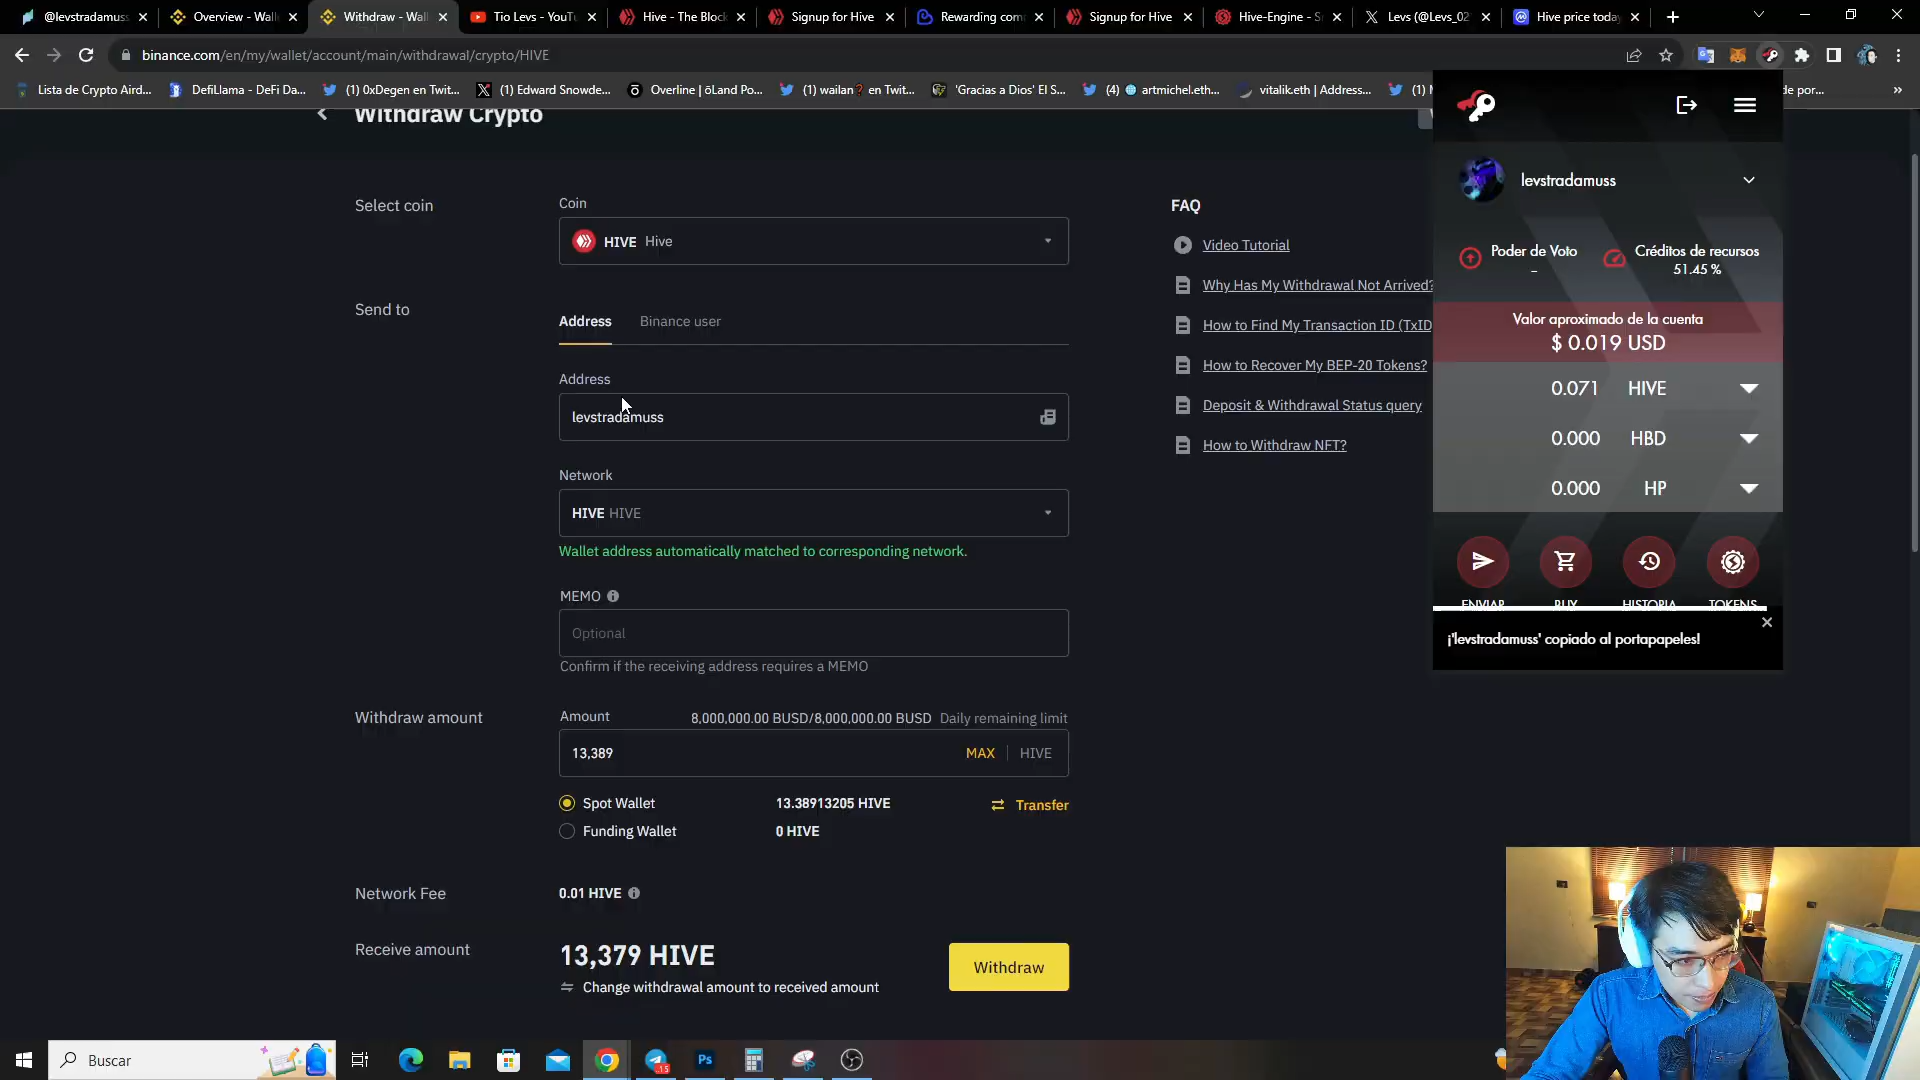 @levstradamus
Overview - Wall
Withdraw - Wall
Tio Levs - YouTu
Hive - The Block
Signup for Hive
Rewarding com
Signup for Hive
Hive-Engine - S
Levs (@Levs_02
Hive price today
binance.com/en/my/wallet/account/main/withdrawal/crypto/HIVE
Lista de Crypto Aird...
DefiLlama - DeFi Da...
(1) 0xDegen en Twit...
(1) Edward Snowde...
Overline | ōLand Po...
(1) wailan❓ en Twit...
'Gracias a Dios' El S...
(4) 🌐 artmichel.eth...
vitalik.eth | Address...
de por...
Withdraw Crypto
Select coin
Coin
HIVE Hive
Send to
Address
Binance user
Address
levstradamuss
Network
HIVE HIVE
Wallet address automatically matched to corresponding network.
MEMO
Optional
Confirm if the receiving address requires a MEMO
Withdraw amount
Amount
8,000,000.00 BUSD/8,000,000.00 BUSD Daily remaining limit
13,389
MAX
HIVE
Spot Wallet
13.38913205 HIVE
Transfer
Funding Wallet
0 HIVE
Network Fee
0.01 HIVE
Receive amount
13,379 HIVE
Change withdrawal amount to received amount
Withdraw
FAQ
Video Tutorial
Why Has My Withdrawal Not Arrived?
How to Find My Transaction ID (TxID
How to Recover My BEP-20 Tokens?
Deposit & Withdrawal Status query
How to Withdraw NFT?
levstradamuss
Poder de Voto
–
Créditos de recursos
51.45 %
Valor aproximado de la cuenta
$ 0.019 USD
0.071 HIVE
0.000 HBD
0.000 HP
ENVIAR
BUY
HISTORIA
TOKENS
¡'levstradamuss' copiado al portapapeles!
Buscar
15
Ps